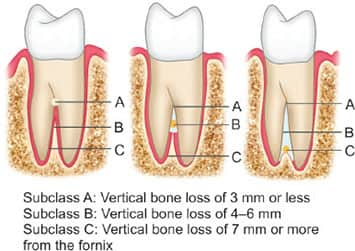 A
B
C
A
B
C
A
B
C
Subclass A: Vertical bone loss of 3 mm or less
Subclass B: Vertical bone loss of 4–6 mm
Subclass C: Vertical bone loss of 7 mm or more
from the fornix